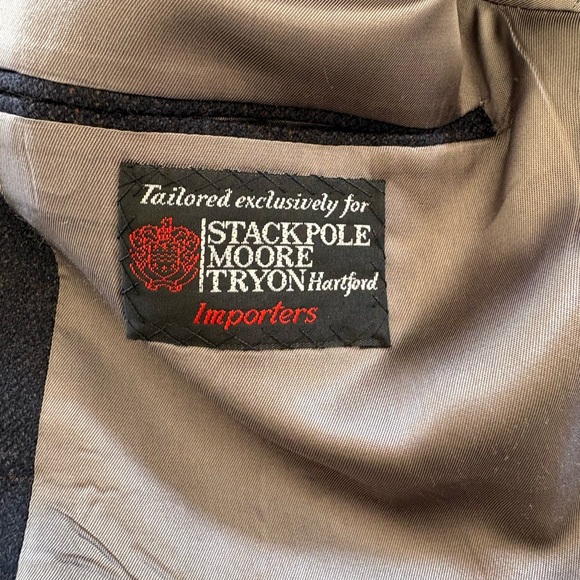 Tailored exclusively for
STACKPOLE
MOORE
TRYON Hartford
Importers